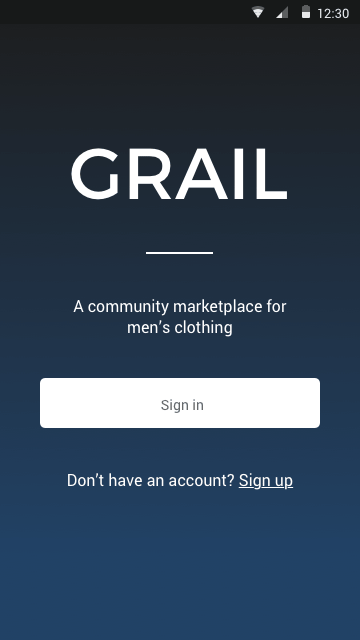 12:30
GRAIL
A community marketplace for
men's clothing
Sign in
Don't have an account? Sign up